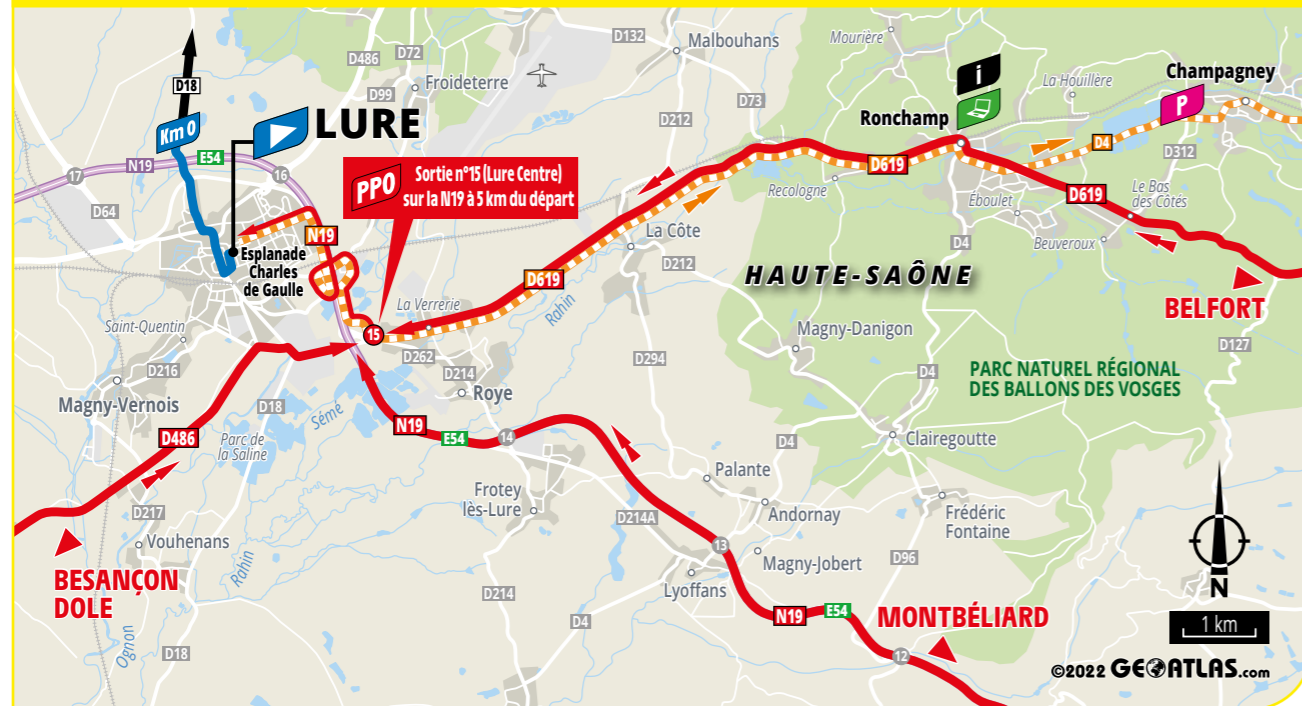 D132
Malbouhans
Mourière
D486
D72
Froideterre
D99
D18
Km 0
LURE
D73
D212
i
Ronchamp
La Houillère
Champagney
P
D4
D312
N19
E54
16
17
D64
PPO
Sortie n°15 (Lure Centre)
sur la N19 à 5 km du départ
D619
Recologne
Éboulet
D619
Le Bas
des Côtés
Beuveroux
N19
Esplanade
Charles
de Gaulle
La Côte
D212
D4
HAUTE-SAÔNE
BELFORT
D619
Rahin
La Verrerie
15
Saint-Quentin
D262
D214
Roye
D294
Magny-Danigon
D127
D216
Magny-Vernois
D18
Sémé
D4
PARC NATUREL RÉGIONAL
DES BALLONS DES VOSGES
D486
Parc de
la Saline
N19
E54
14
D4
Clairegoutte
Palante
Frotey
lès-Lure
D214A
Andornay
Frédéric
Fontaine
D217
Vouhenans
13
Magny-Jobert
D96
N
Rahin
BESANÇON
DOLE
Lyoffans
D214
D4
N19
E54
MONTBÉLIARD
1 km
Ognon
D18
12
©2022 GEOATLAS.com